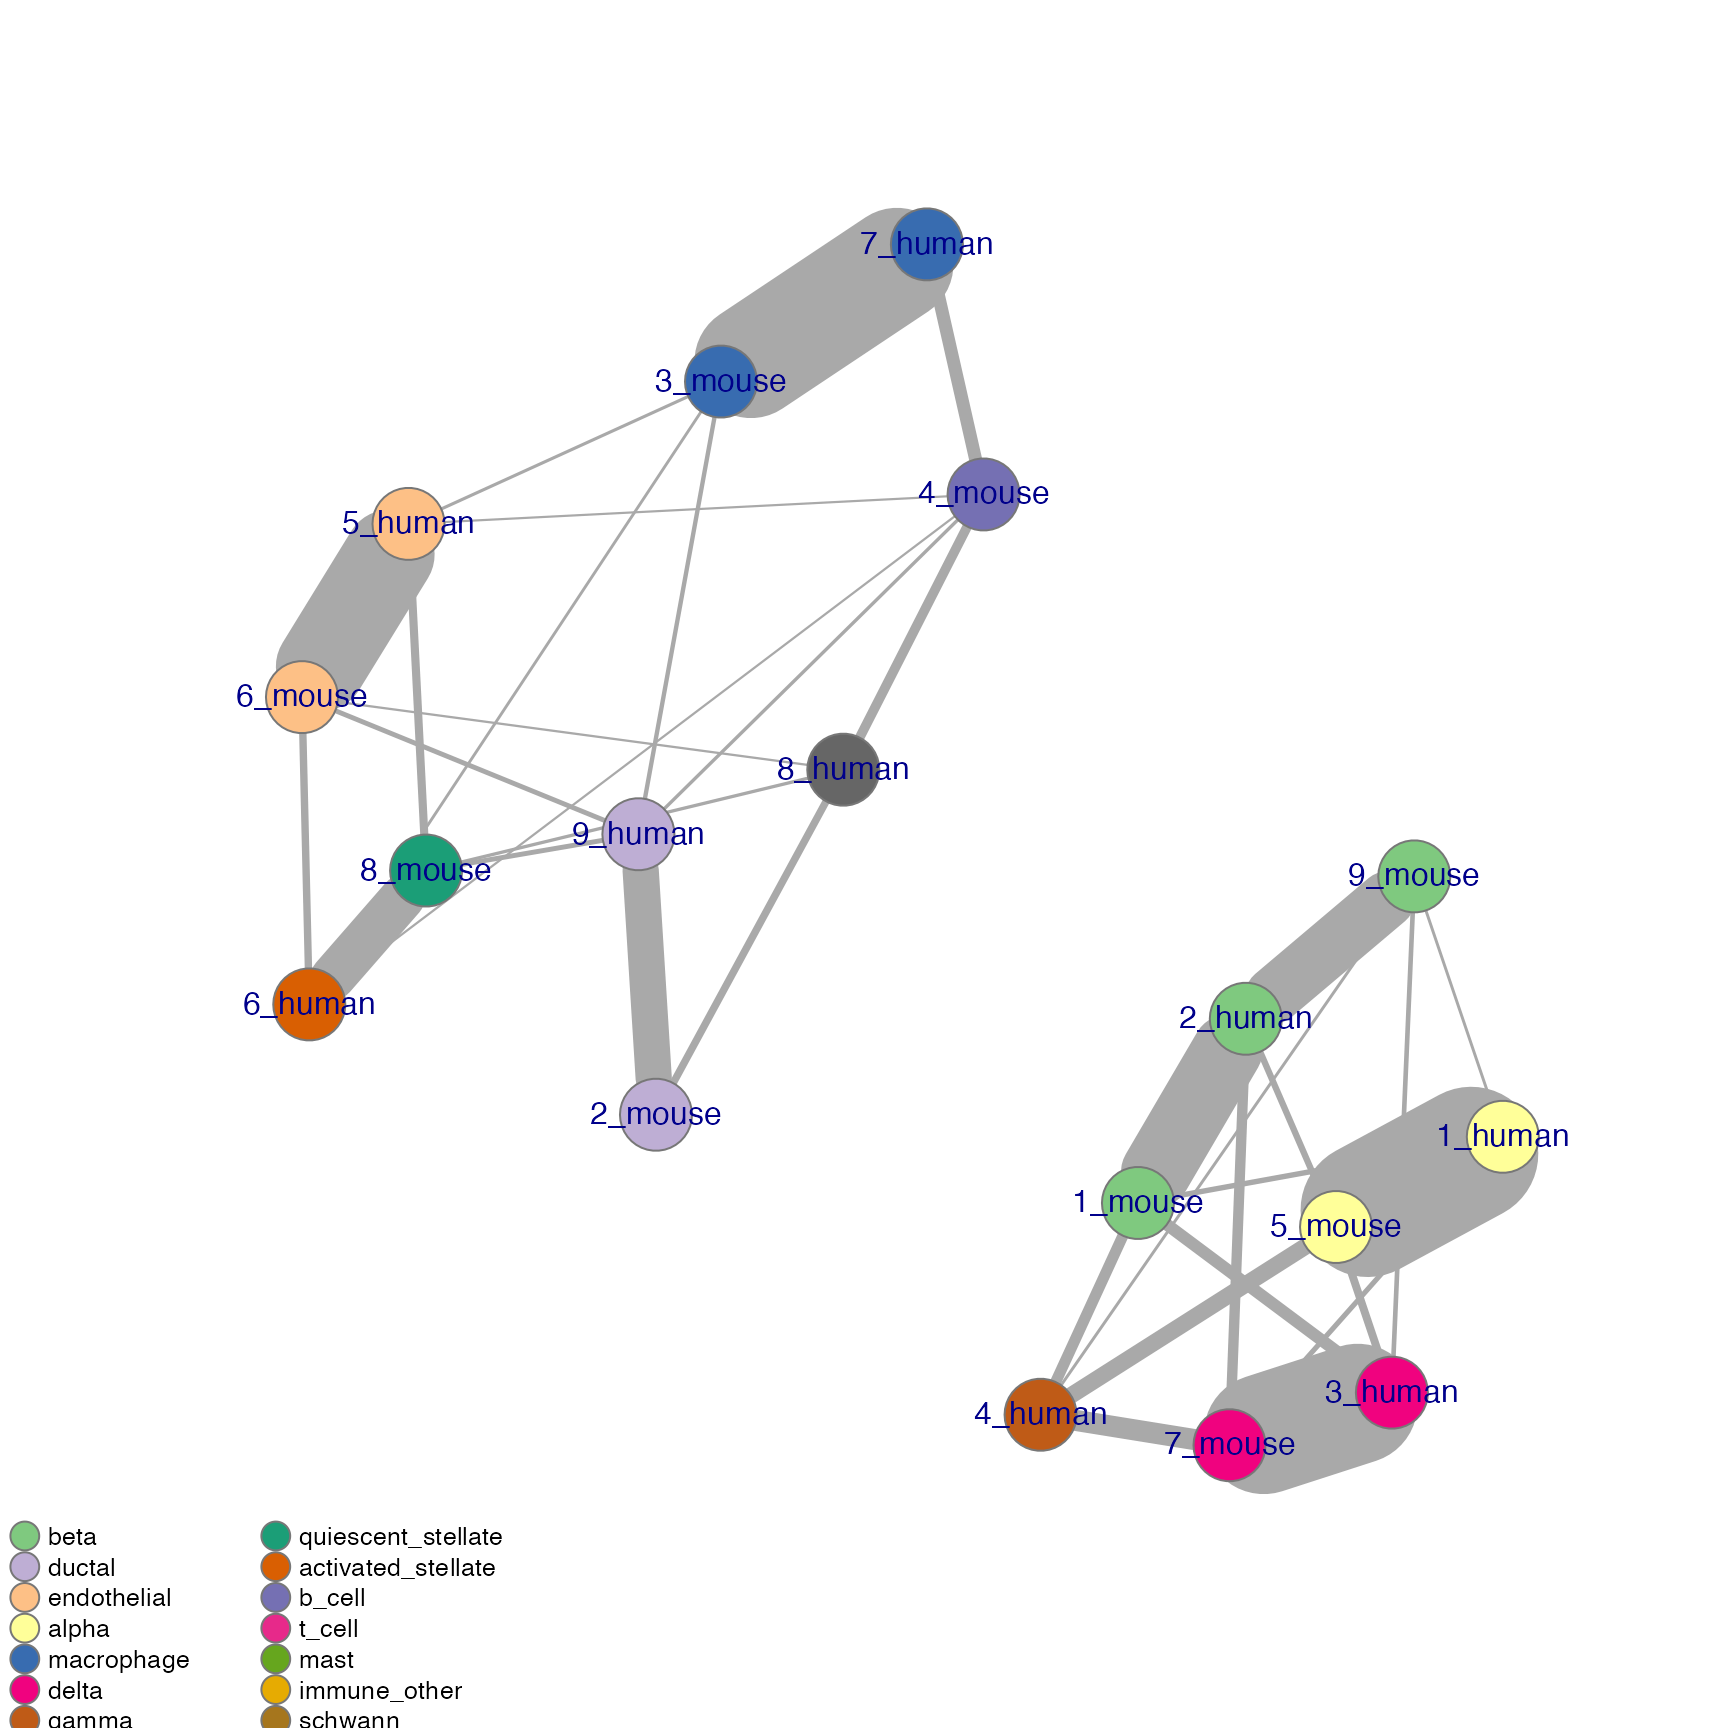 7_human
3_mouse
4_mouse
5_human
6_mouse
8_human
9_human
8_mouse
9_mouse
6_human
2_human
2_mouse
1_human
1_mouse
5_mouse
3_human
4_human
7_mouse
beta
ductal
endothelial
alpha
macrophage
delta
gamma
quiescent_stellate
activated_stellate
b_cell
t_cell
mast
immune_other
schwann